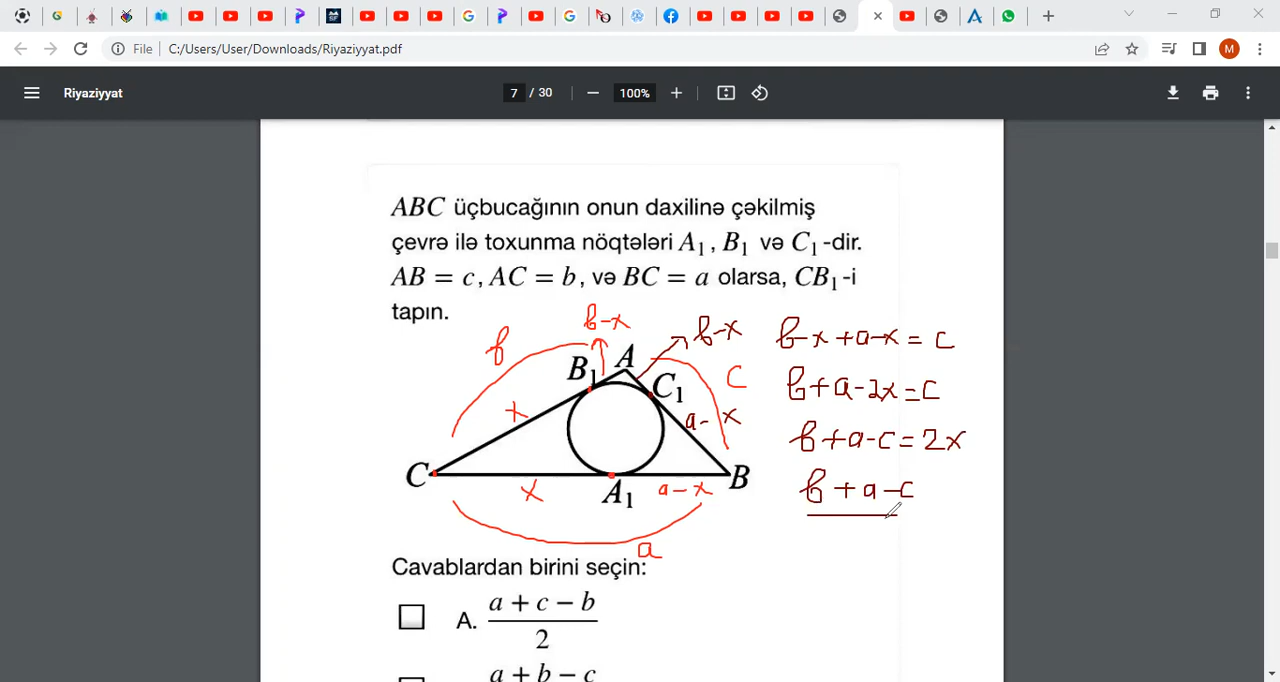 File C:/Users/User/Downloads/Riyaziyyat.pdf
M
Riyaziyyat
7 / 30
100%
ABC üçbucağının onun daxilinə çəkilmiş
çevrə ilə toxunma nöqtələri A₁, B₁ və C₁-dir.
AB = c, AC = b, və BC = a olarsa, CB₁-i
tapın.
b-x
b
b-x
b-x+a-x=c
B₁
A
C₁
c
b+a-2x=c
x
a-x
b+a-c=2x
C
x
A₁
a-x
B
b+a-c
a
Cavablardan birini seçin:
A. a + c − b
2
a + b − c